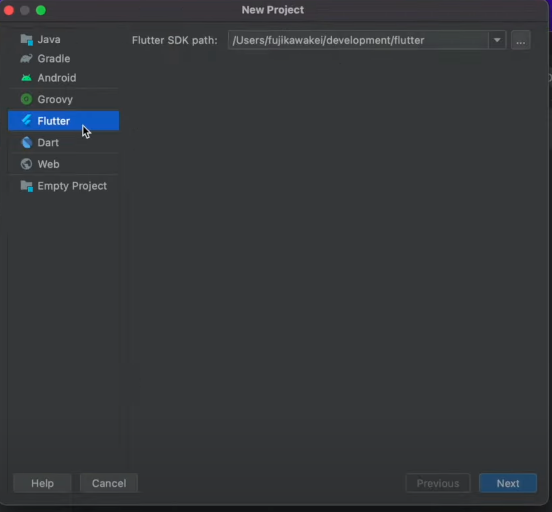 New Project
Java
Gradle
Android
Groovy
Flutter
Dart
Web
Empty Project
Flutter SDK path: /Users/fujikawakei/development/flutter ...
Help Cancel Previous Next